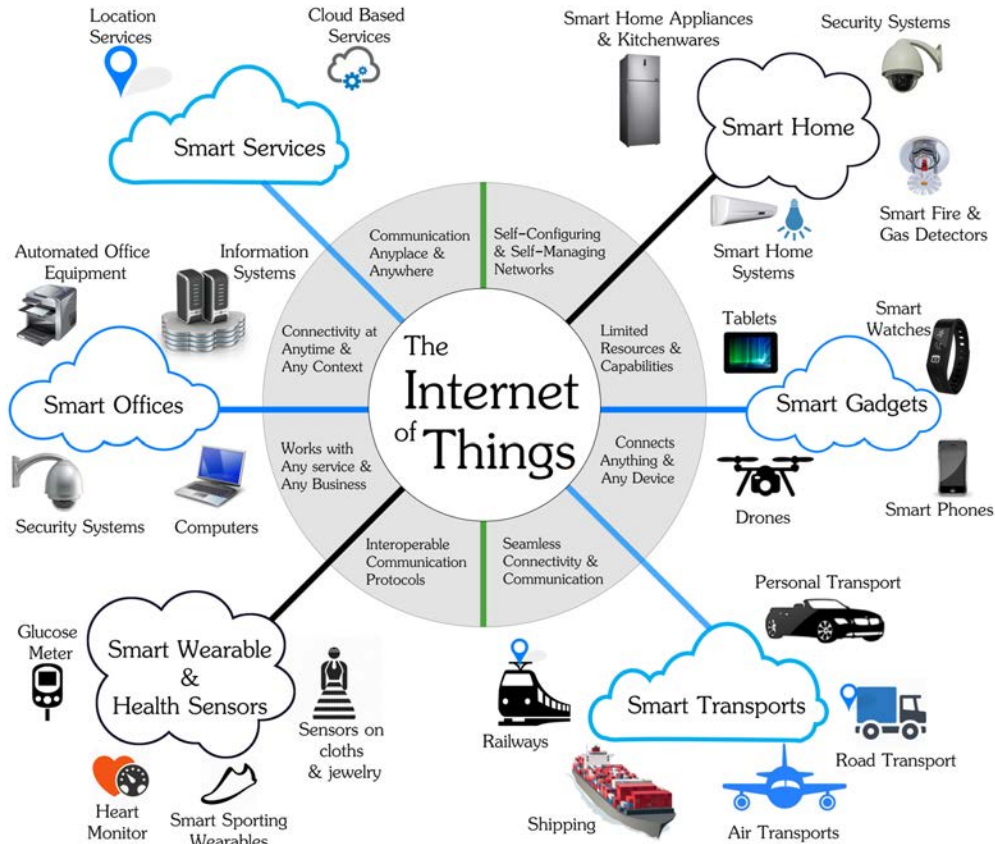 Location
Services
Cloud Based
Services
Smart Services
Smart Home Appliances
& Kitchenwares
Security Systems
Smart Home
Smart Home
Systems
Smart Fire &
Gas Detectors
Automated Office
Equipment
Information
Systems
Smart Offices
Security Systems
Computers
Communication
Anyplace &
Anywhere
Self-Configuring
& Self-Managing
Networks
Connectivity at
Anytime &
Any Context
Limited
Resources &
Capabilities
The
Internet
of
Things
Works with
Any service &
Any Business
Connects
Anything &
Any Device
Interoperable
Communication
Protocols
Seamless
Connectivity &
Communication
Tablets
Smart
Watches
Smart Gadgets
Drones
Smart Phones
Glucose
Meter
Smart Wearable
&
Health Sensors
Sensors on
cloths
& jewelry
Heart
Monitor
Smart Sporting
Wearables
Personal Transport
Railways
Smart Transports
Road Transport
Shipping
Air Transports